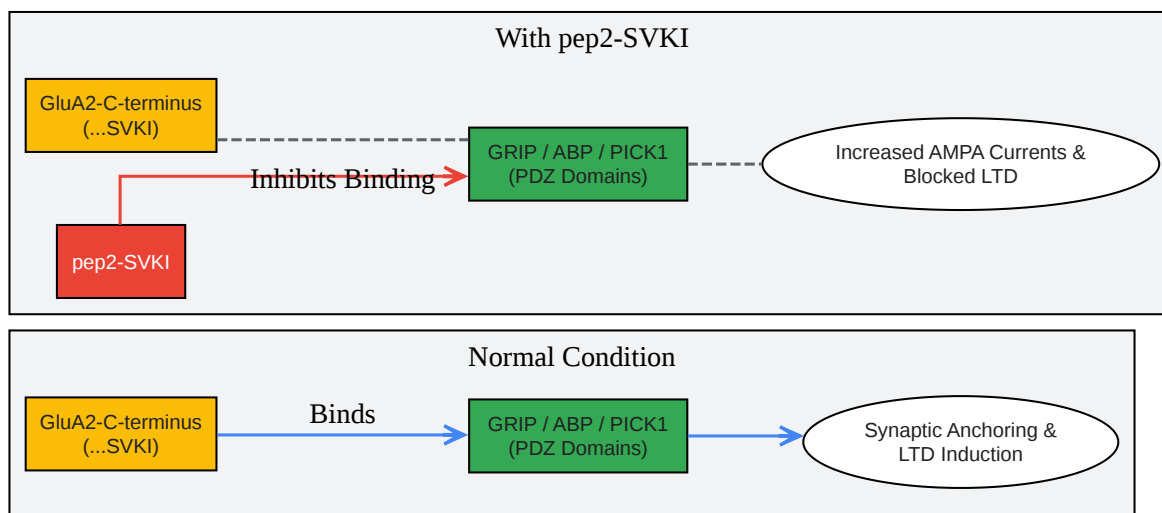 With pep2-SVKI
GluA2-C-terminus
(...SVKI)
GRIP / ABP / PICK1
(PDZ Domains)
Increased AMPA Currents &
Blocked LTD
Inhibits Binding
pep2-SVKI
Normal Condition
GluA2-C-terminus
(...SVKI)
Binds
GRIP / ABP / PICK1
(PDZ Domains)
Synaptic Anchoring &
LTD Induction